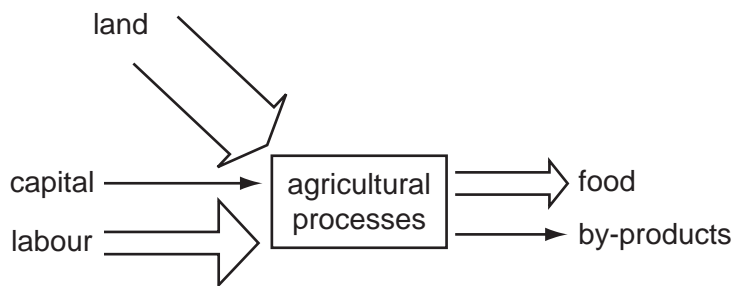 land
capital
labour
agricultural
processes
food
by-products